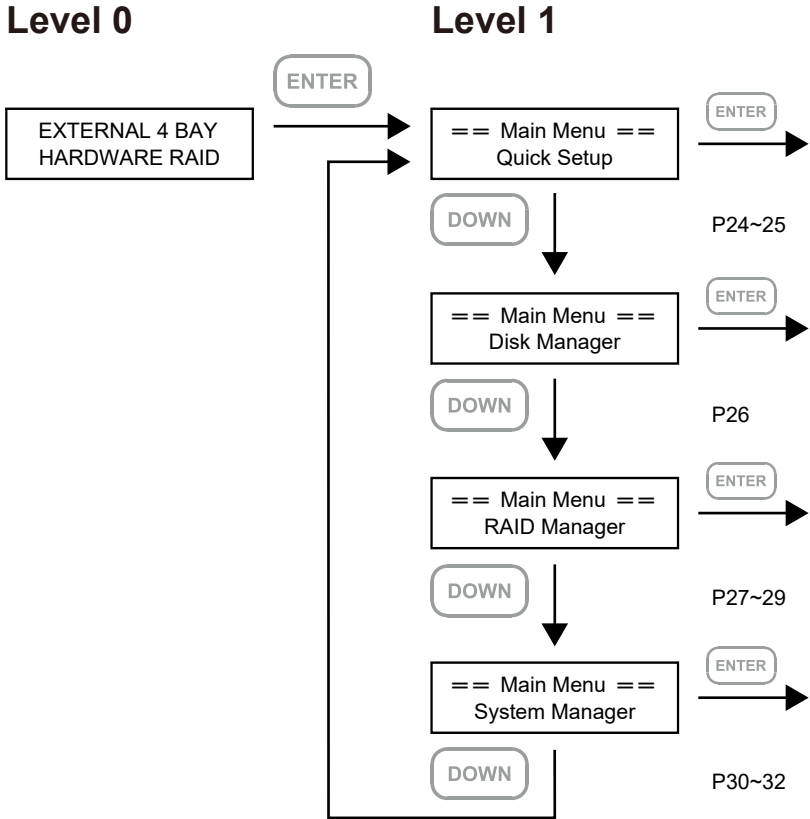 Level 0
Level 1
ENTER
EXTERNAL 4 BAY
HARDWARE RAID
== Main Menu ==
Quick Setup
ENTER
DOWN
P24~25
== Main Menu ==
Disk Manager
ENTER
DOWN
P26
== Main Menu ==
RAID Manager
ENTER
DOWN
P27~29
== Main Menu ==
System Manager
ENTER
DOWN
P30~32